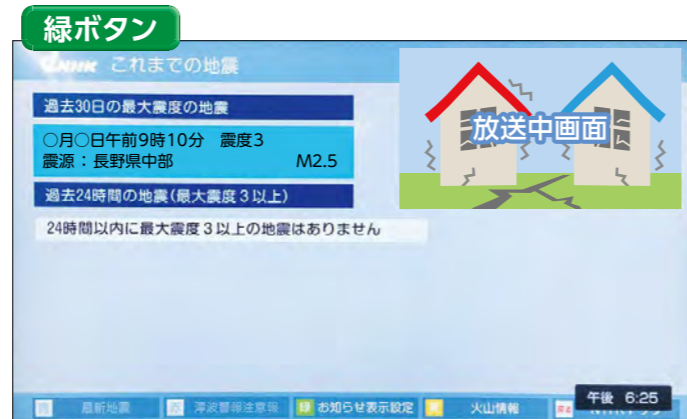 緑ボタン
NHK これまでの地震
過去30日の最大震度の地震
○月○日午前9時10分 震度3
震源：長野県中部 M2.5
放送中画面
過去24時間の地震(最大震度３以上)
24時間以内に最大震度３以上の地震はありません
午後 6:25
青 最新地震 赤 津波警報注意報 緑 お知らせ表示設定 黄 火山情報 戻る